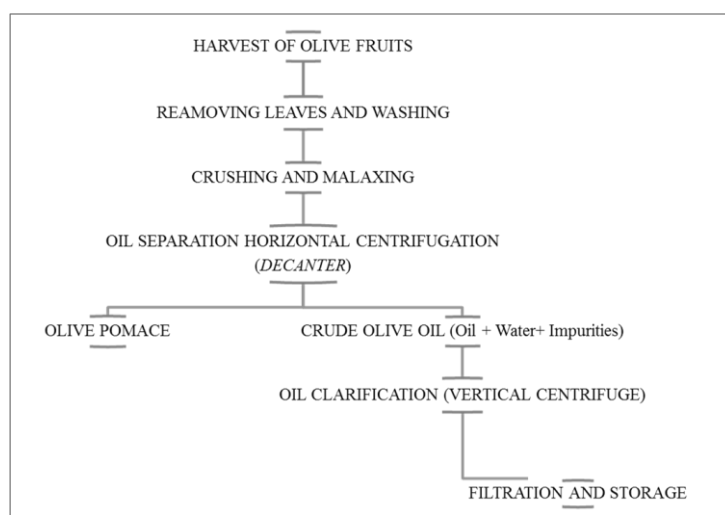 HARVEST OF OLIVE FRUITS
REAMOVING LEAVES AND WASHING
CRUSHING AND MALAXING
OIL SEPARATION HORIZONTAL CENTRIFUGATION
(DECANTER)
OLIVE POMACE
CRUDE OLIVE OIL (Oil + Water+ Impurities)
OIL CLARIFICATION (VERTICAL CENTRIFUGE)
FILTRATION AND STORAGE